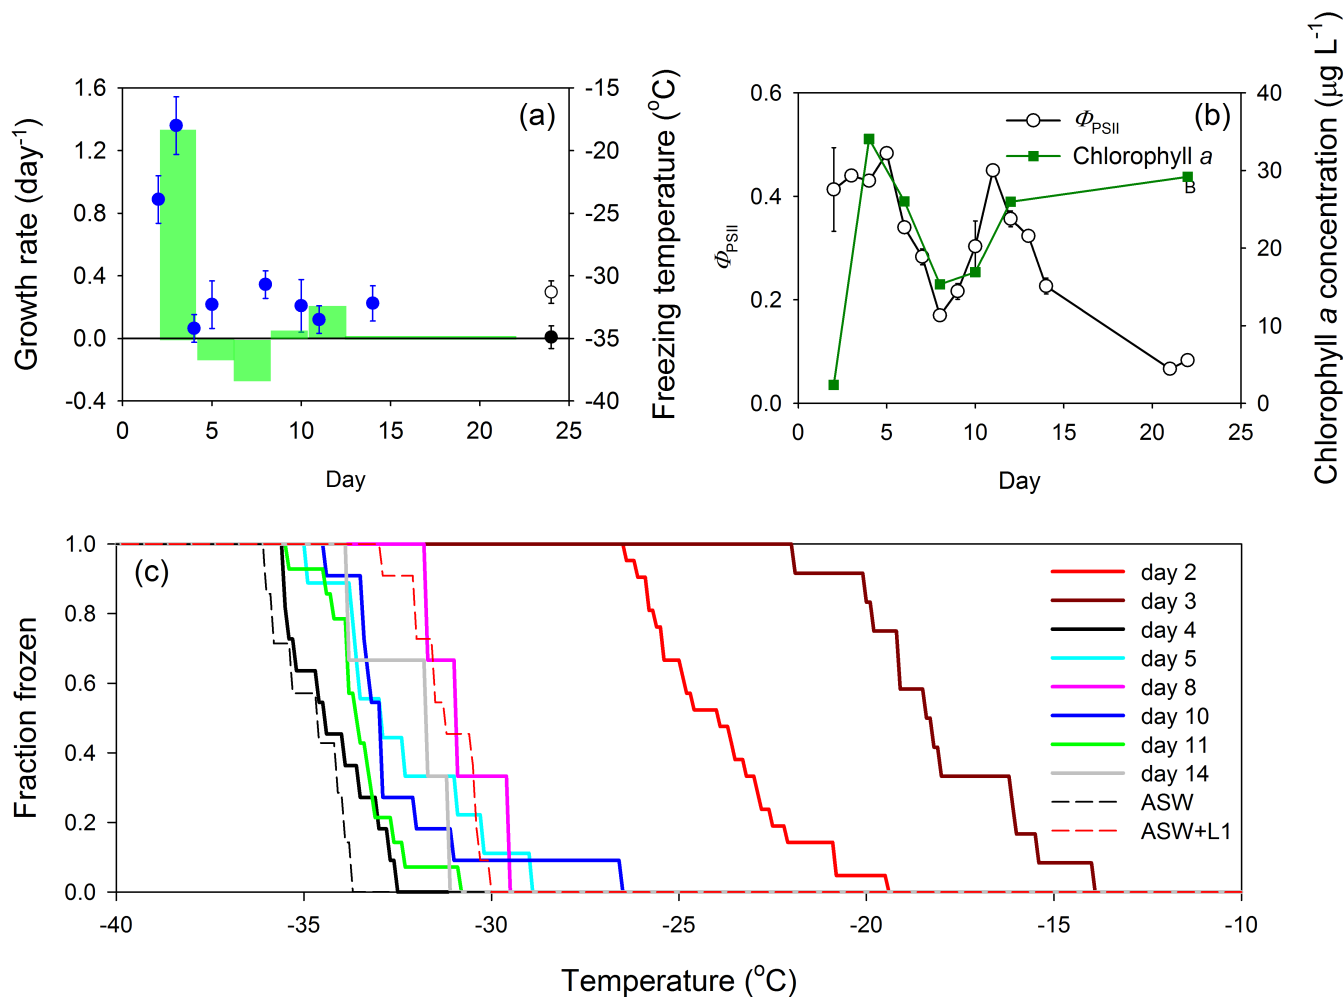 (a)
Growth rate (day-1)
1.6
1.2
0.8
0.4
0.0
-0.4
-15
-20
-25
-30
-35
-40
Freezing temperature (oC)
0 5 10 15 20 25
Day
(b)
ΦPSII
Chlorophyll a
B
ΦPSII
0.6
0.4
0.2
0.0
40
30
20
10
0
Chlorophyll a concentration (μg L-1)
0 5 10 15 20 25
Day
(c)
Fraction frozen
1.0
0.8
0.6
0.4
0.2
0.0
day 2
day 3
day 4
day 5
day 8
day 10
day 11
day 14
ASW
ASW+L1
-40 -35 -30 -25 -20 -15 -10
Temperature (oC)